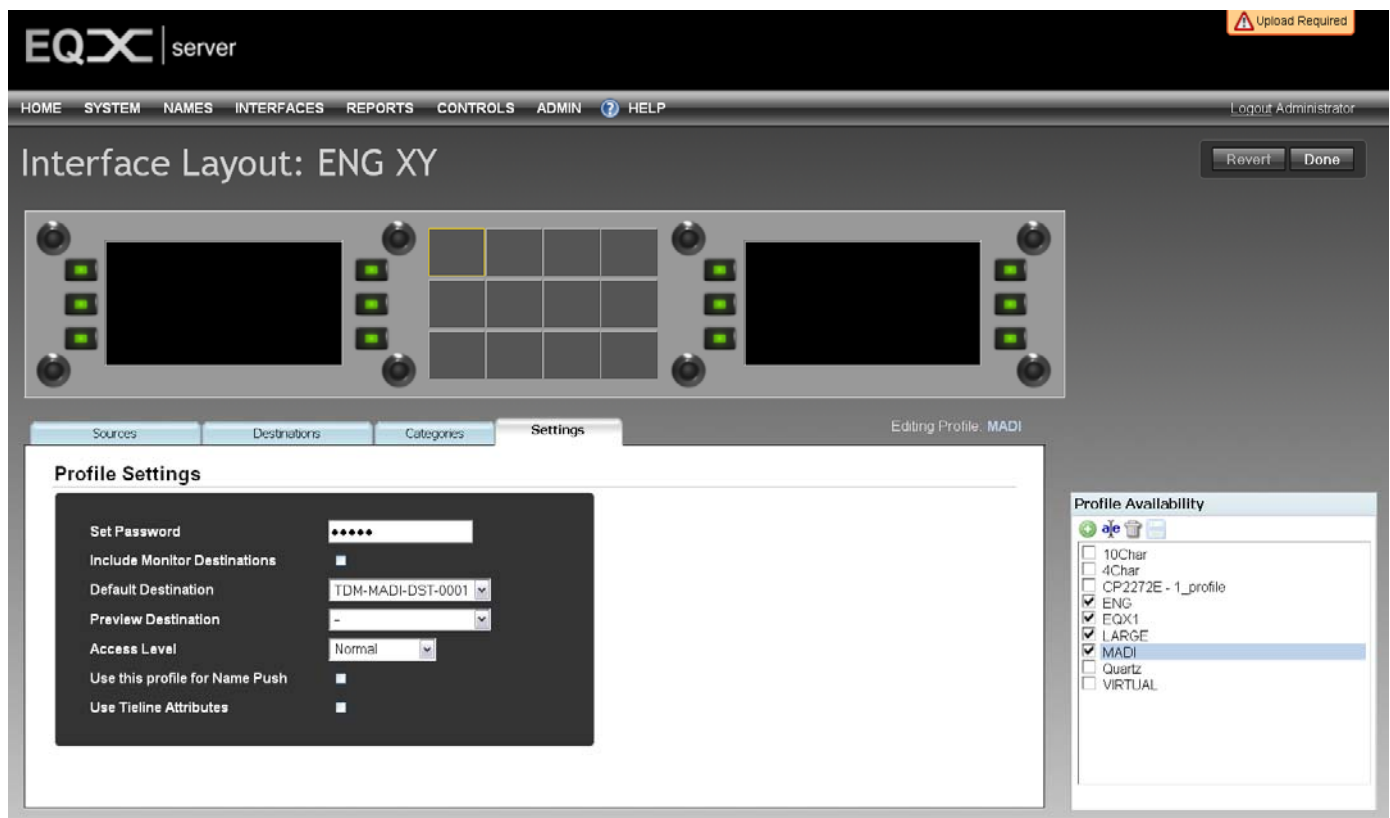 Upload Required
EQX server
HOME SYSTEM NAMES INTERFACES REPORTS CONTROLS ADMIN ? HELP
Logout Administrator
Interface Layout: ENG XY
Revert Done
Sources Destinations Categories Settings
Editing Profile: MADI
Profile Settings
Set Password •••••
Include Monitor Destinations
Default Destination TDM-MADI-DST-0001
Preview Destination -
Access Level Normal
Use this profile for Name Push
Use Tieline Attributes
Profile Availability
a|e
10Char
4Char
CP2272E - 1_profile
ENG
EQX1
LARGE
MADI
Quartz
VIRTUAL